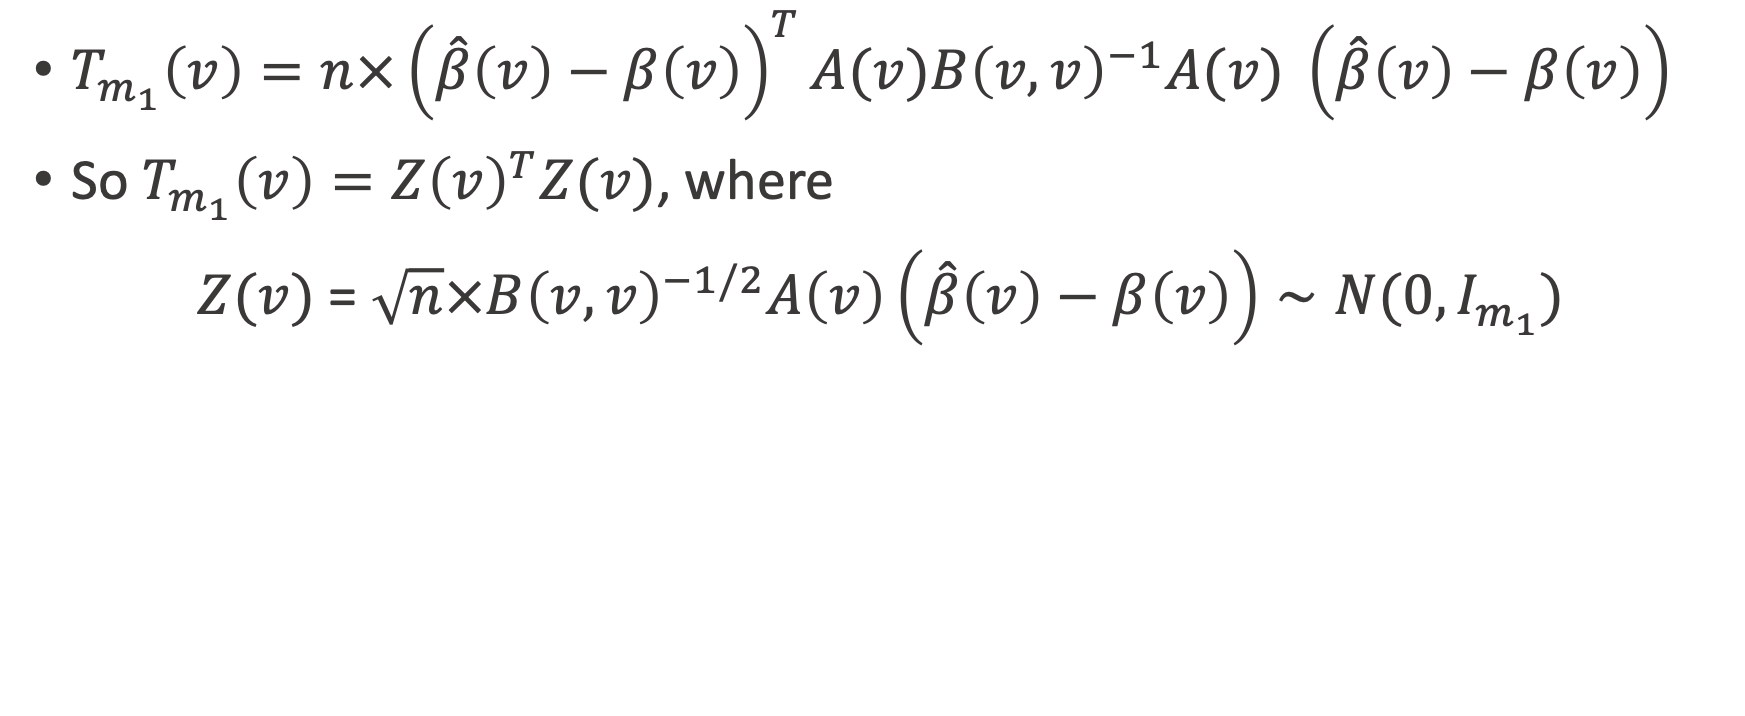 • T_{m_1}(v) = n×(β̂(v) − β(v))^T A(v)B(v, v)^{−1}A(v) (β̂(v) − β(v))
• So T_{m_1}(v) = Z(v)^T Z(v), where
Z(v) = √n×B(v, v)^{−1/2}A(v)(β̂(v) − β(v)) ~ N(0, I_{m_1})